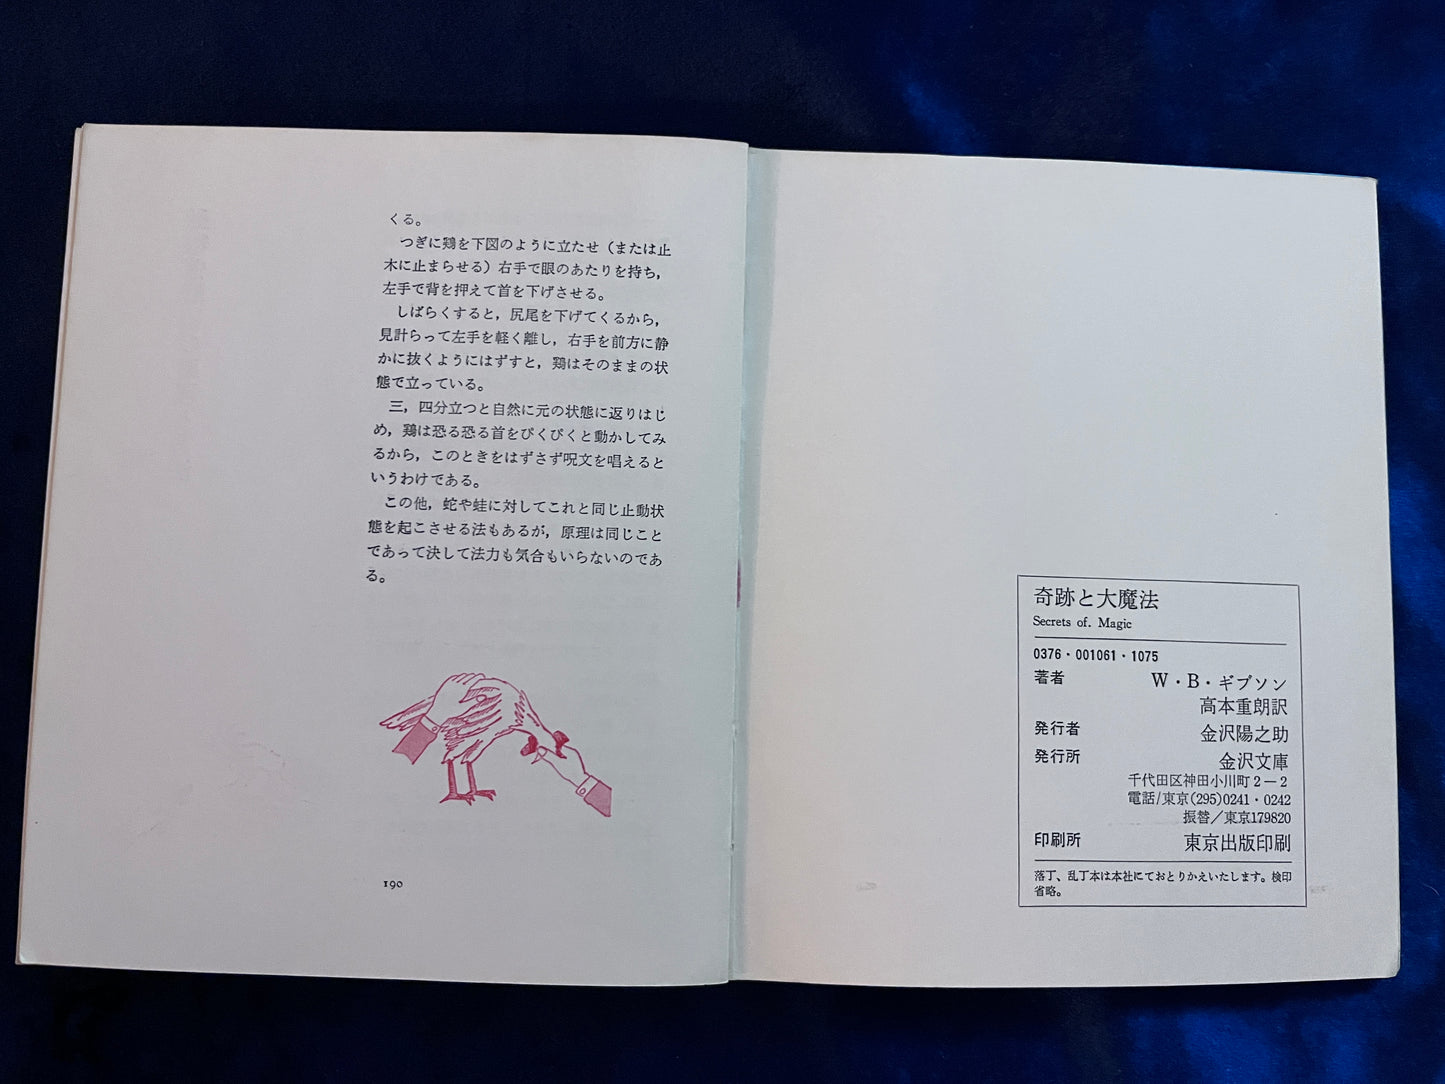 くる。
つぎに鶏を下図のように立たせ（または止
木に止まらせる）右手で眼のあたりを持ち，
左手で背を押えて首を下げさせる。
しばらくすると，尻尾を下げてくるから，
見計らって左手を軽く離し，右手を前方に静
かに抜くようにはずすと，鶏はそのままの状
態で立っている。
三，四分立つと自然に元の状態に返りはじ
め，鶏は恐る恐る首をぴくぴくと動かしてみ
るから，このときをはずさず呪文を唱えると
いうわけである。
この他，蛇や蛙に対してこれと同じ止動状
態を起こさせる法もあるが，原理は同じこと
であって決して法力も気合もいらないのであ
る。
190
奇跡と大魔法
Secrets of. Magic
0376・001061・1075
著者 W・B・ギブソン
高木重朗訳
発行者 金沢陽之助
発行所 金沢文庫
千代田区神田小川町2－2
電話/東京(295)0241・0242
振替／東京179820
印刷所 東京出版印刷
落丁、乱丁本は本社にておとりかえいたします。検印
省略。